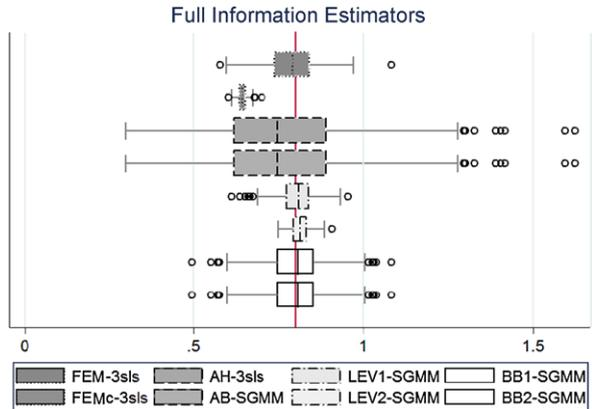 Full Information Estimators
0 .5 1 1.5
FEM-3sls AH-3sls LEV1-SGMM BB1-SGMM
FEMc-3sls AB-SGMM LEV2-SGMM BB2-SGMM